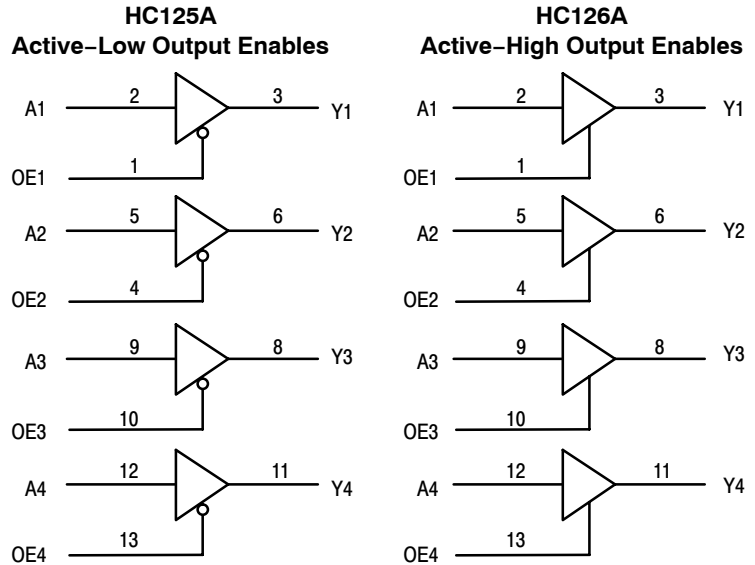 HC125A
Active–Low Output Enables
A1 2 3 Y1
OE1 1
A2 5 6 Y2
OE2 4
A3 9 8 Y3
OE3 10
A4 12 11 Y4
OE4 13
HC126A
Active–High Output Enables
A1 2 3 Y1
OE1 1
A2 5 6 Y2
OE2 4
A3 9 8 Y3
OE3 10
A4 12 11 Y4
OE4 13